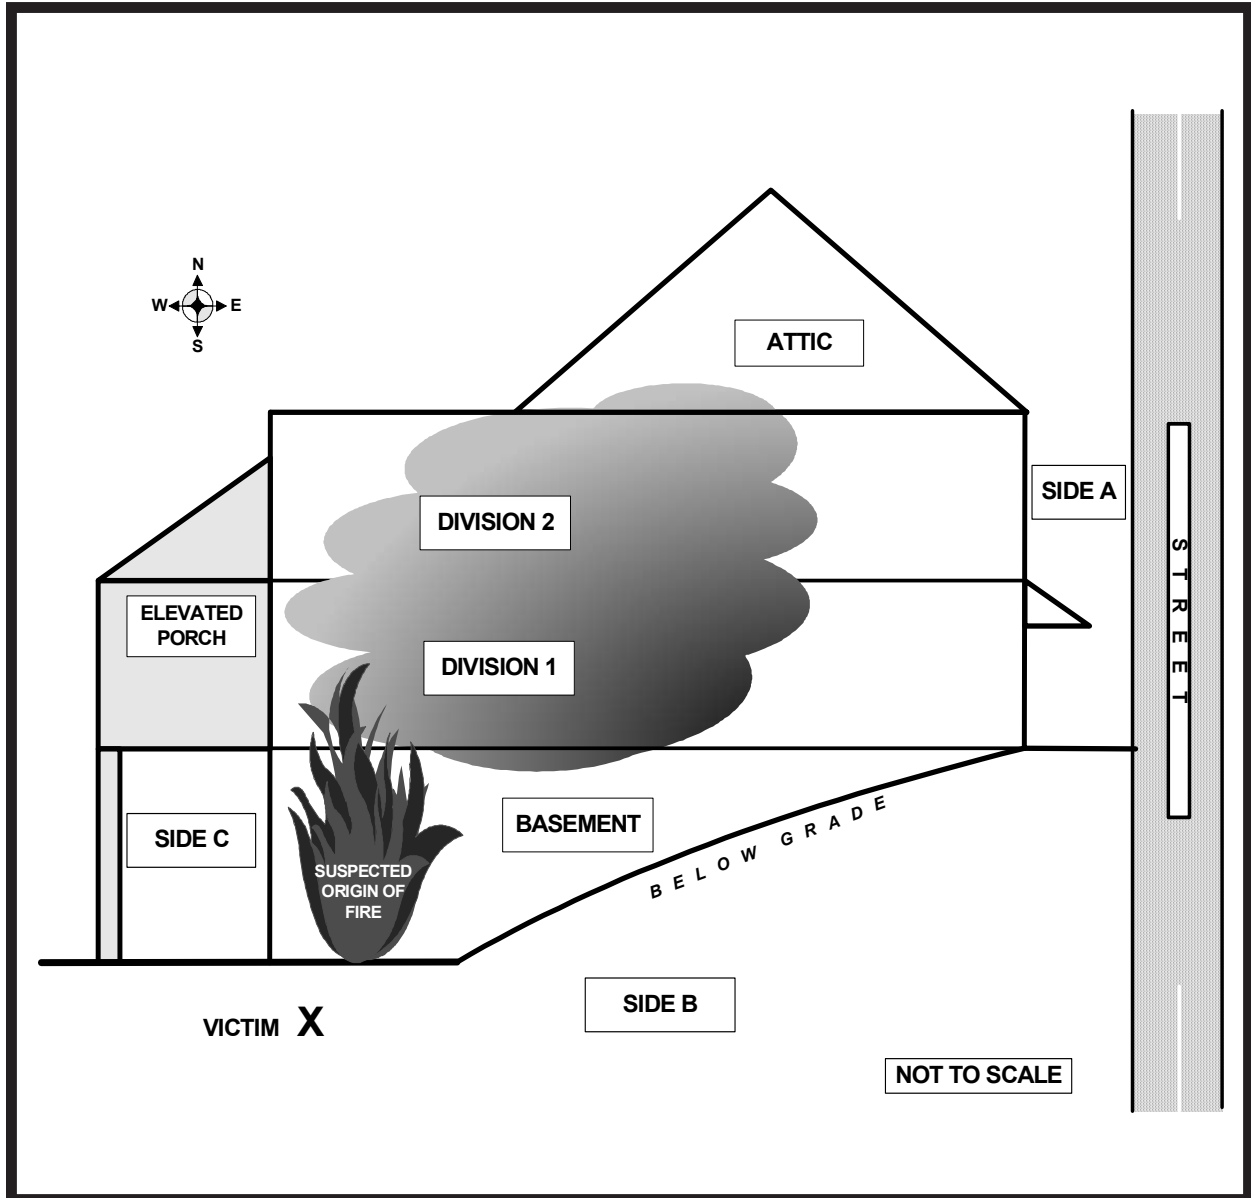 N
W E
S
ATTIC
SIDE A
DIVISION 2
STREET
ELEVATED
PORCH
DIVISION 1
BASEMENT
SIDE C
BELOW GRADE
SUSPECTED
ORIGIN OF
FIRE
SIDE B
VICTIM X
NOT TO SCALE